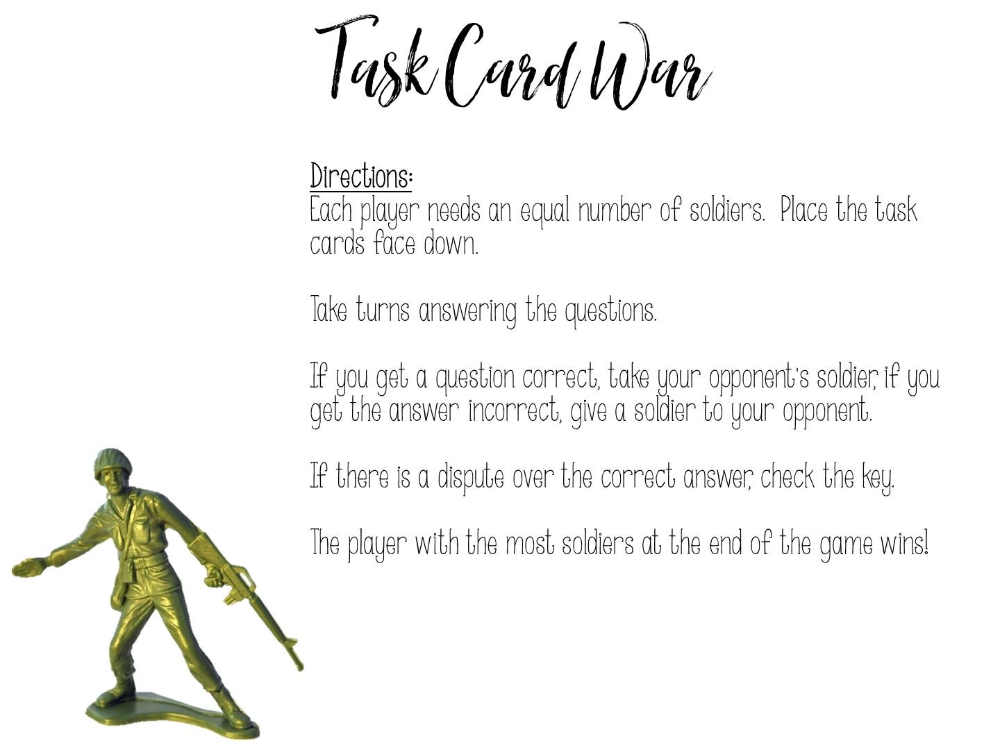 Task Card War
Directions:
Each player needs an equal number of soldiers.  Place the task
cards face down.
Take turns answering the questions.
If you get a question correct, take your opponent's soldier, if you
get the answer incorrect, give a soldier to your opponent.
If there is a dispute over the correct answer, check the key.
The player with the most soldiers at the end of the game wins!